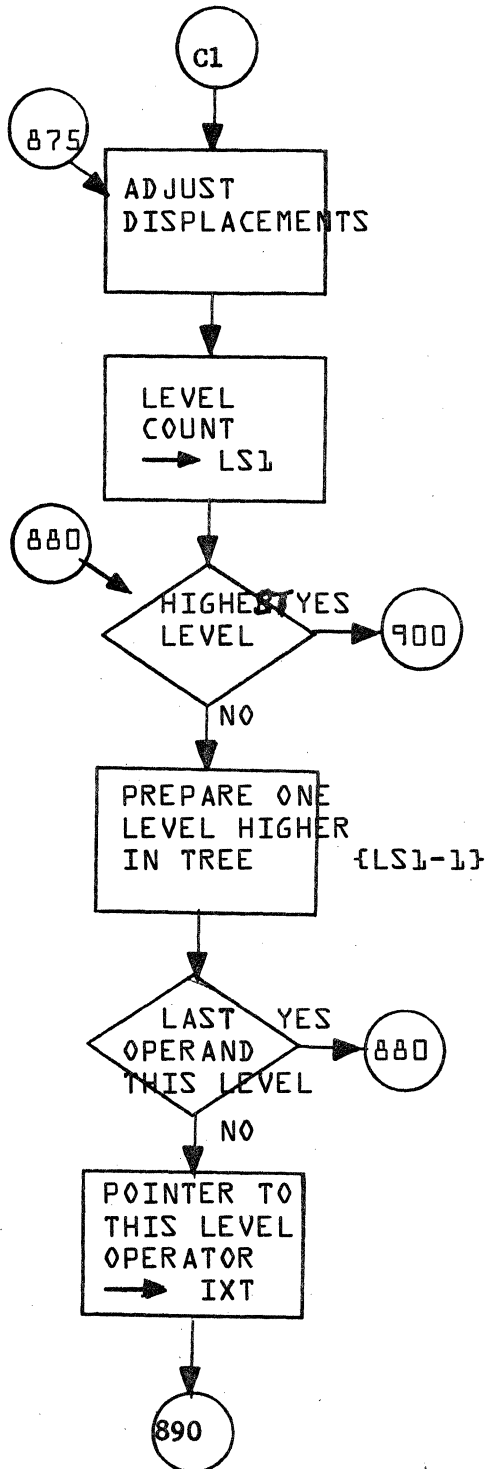 C1
875
ADJUST
DISPLACEMENTS
LEVEL
COUNT
→ LS1
880
HIGHEST YES
LEVEL
900
NO
PREPARE ONE
LEVEL HIGHER
IN TREE {LS1-1}
LAST YES
OPERAND
THIS LEVEL
880
NO
POINTER TO
THIS LEVEL
OPERATOR
→ IXT
890